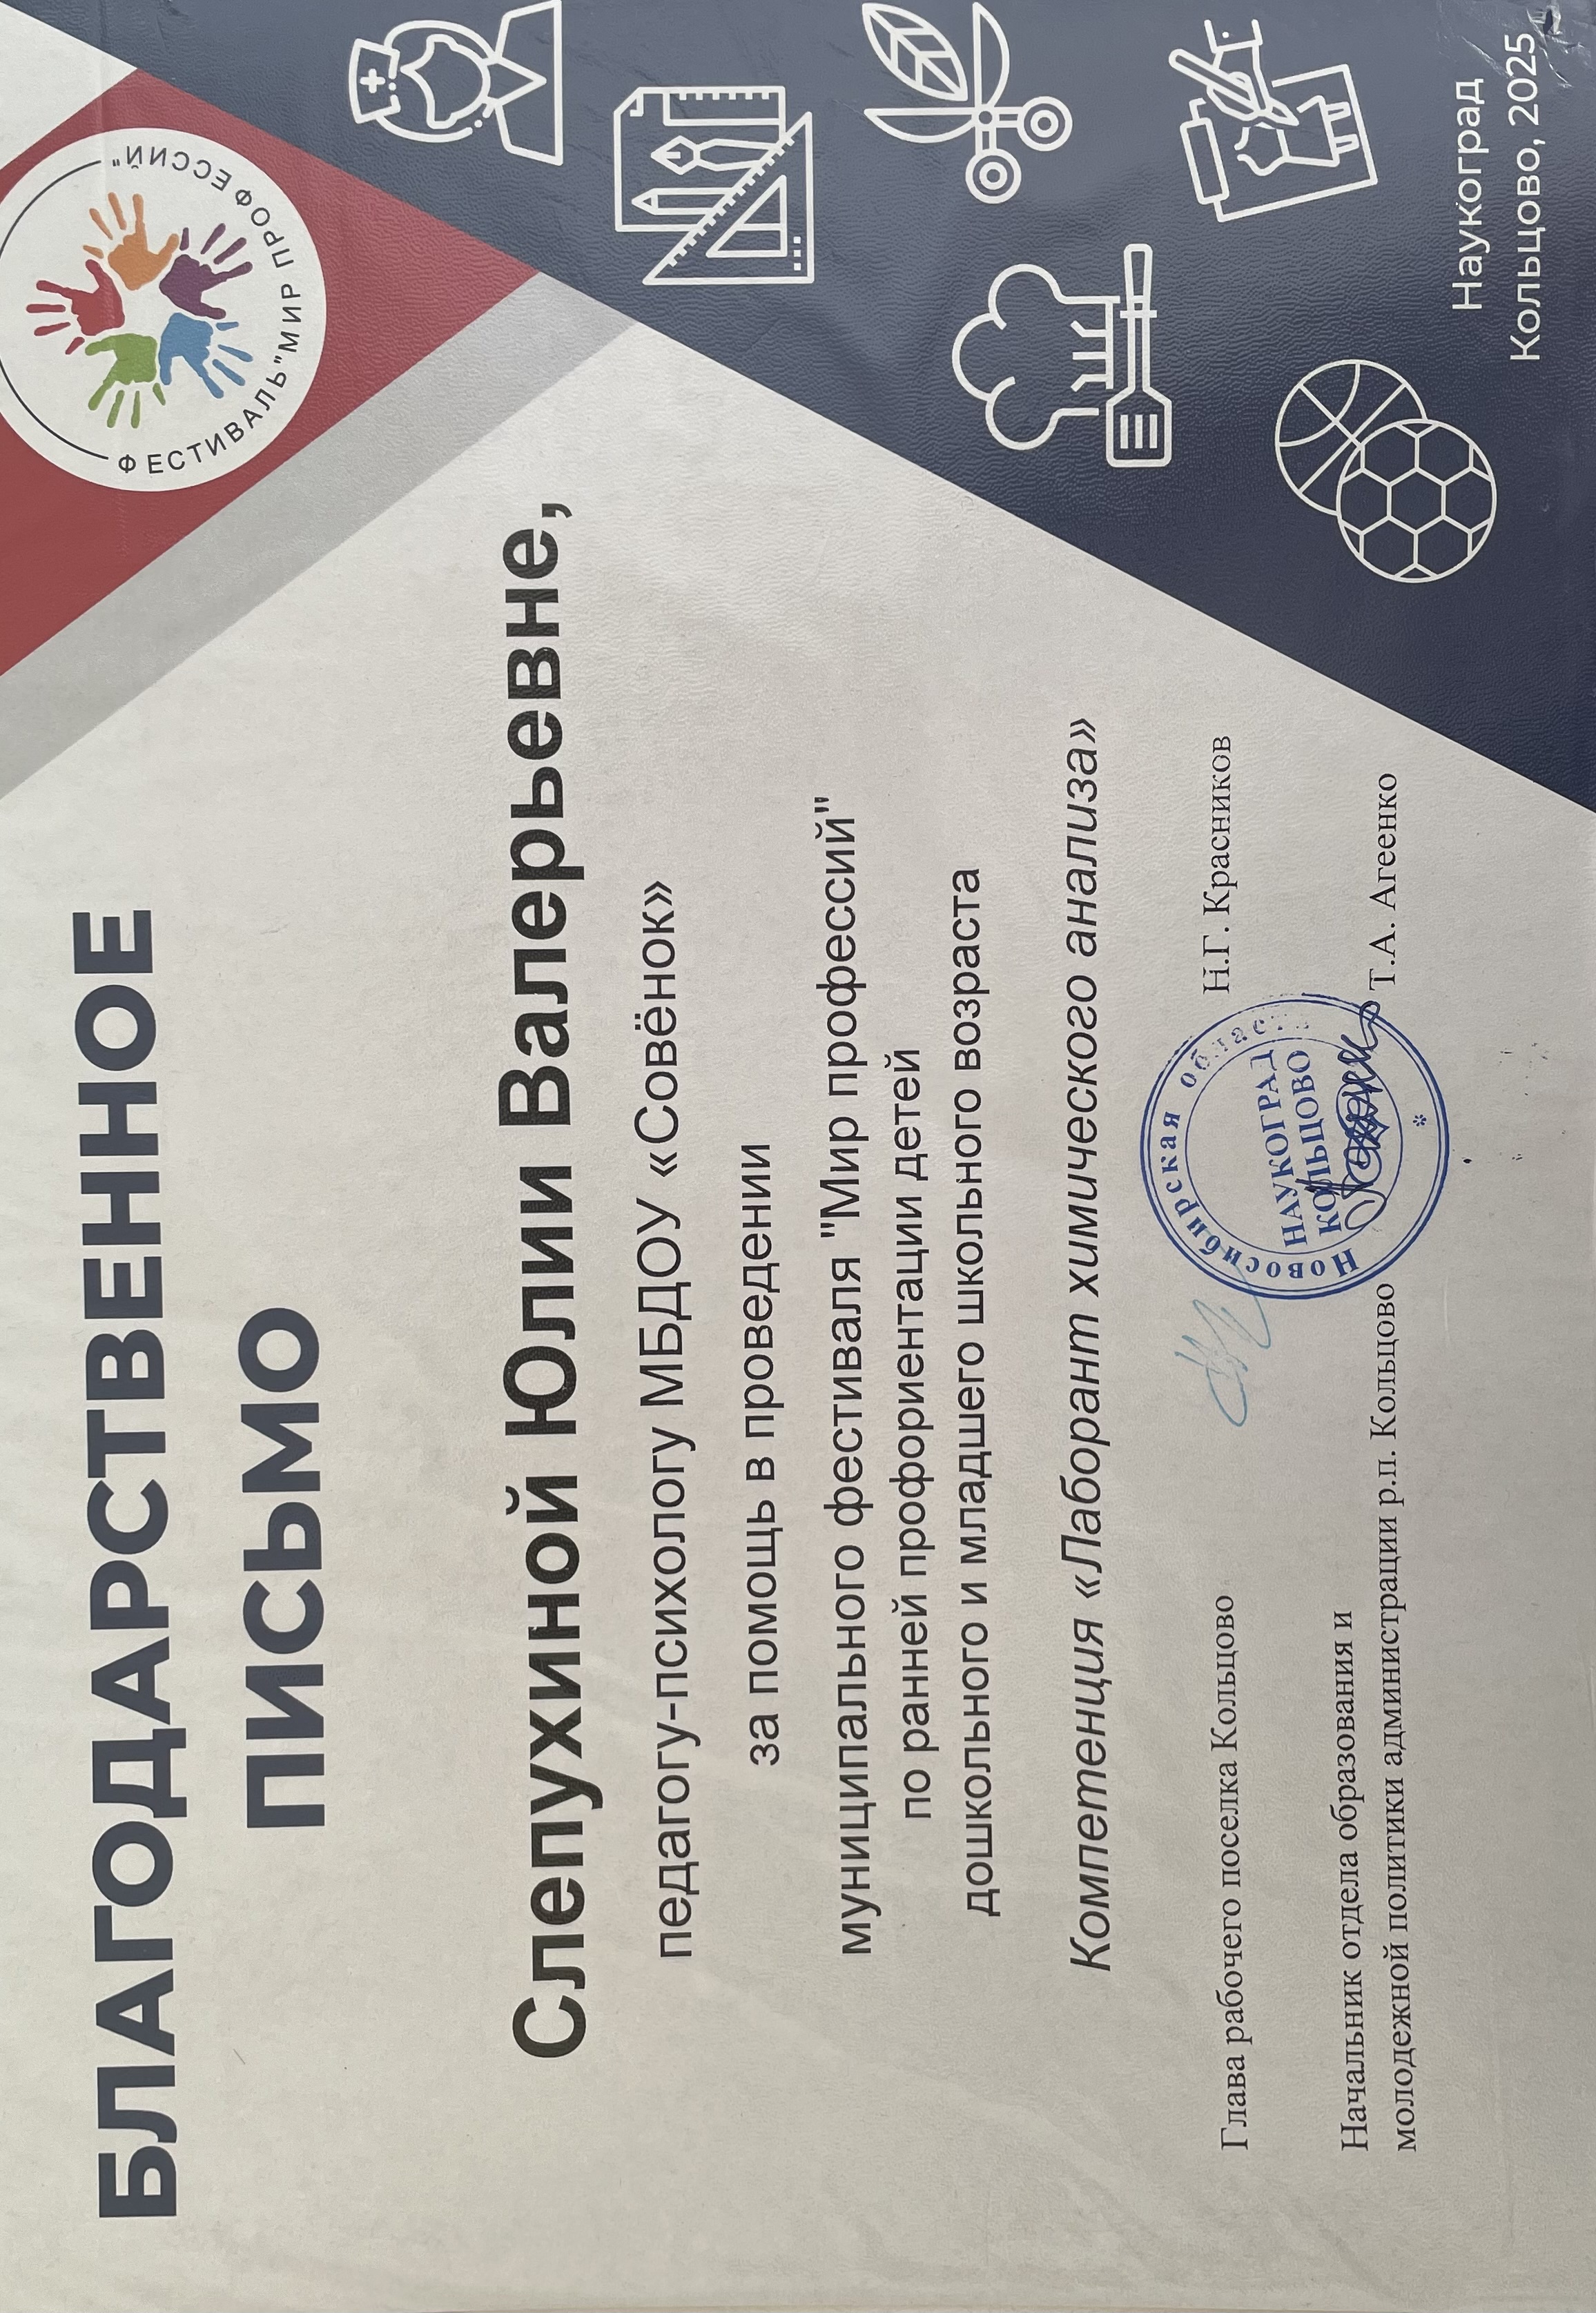 ФЕСТИВАЛЬ "МИР ПРОФЕССИЙ"
БЛАГОДАРСТВЕННОЕ
ПИСЬМО
Слепухиной Юлии Валерьевне,
педагогу-психологу МБДОУ «Совёнок»
за помощь в проведении
муниципального фестиваля "Мир профессий"
по ранней профориентации детей
дошкольного и младшего школьного возраста
Компетенция «Лаборант химического анализа»
Глава рабочего поселка Кольцово Н.Г. Красников
Начальник отдела образования и
молодежной политики администрации р.п. Кольцово Т.А. Агеенко
Новосибирская область
НАУКОГРАД
КОЛЬЦОВО
Наукоград
Кольцово, 2025